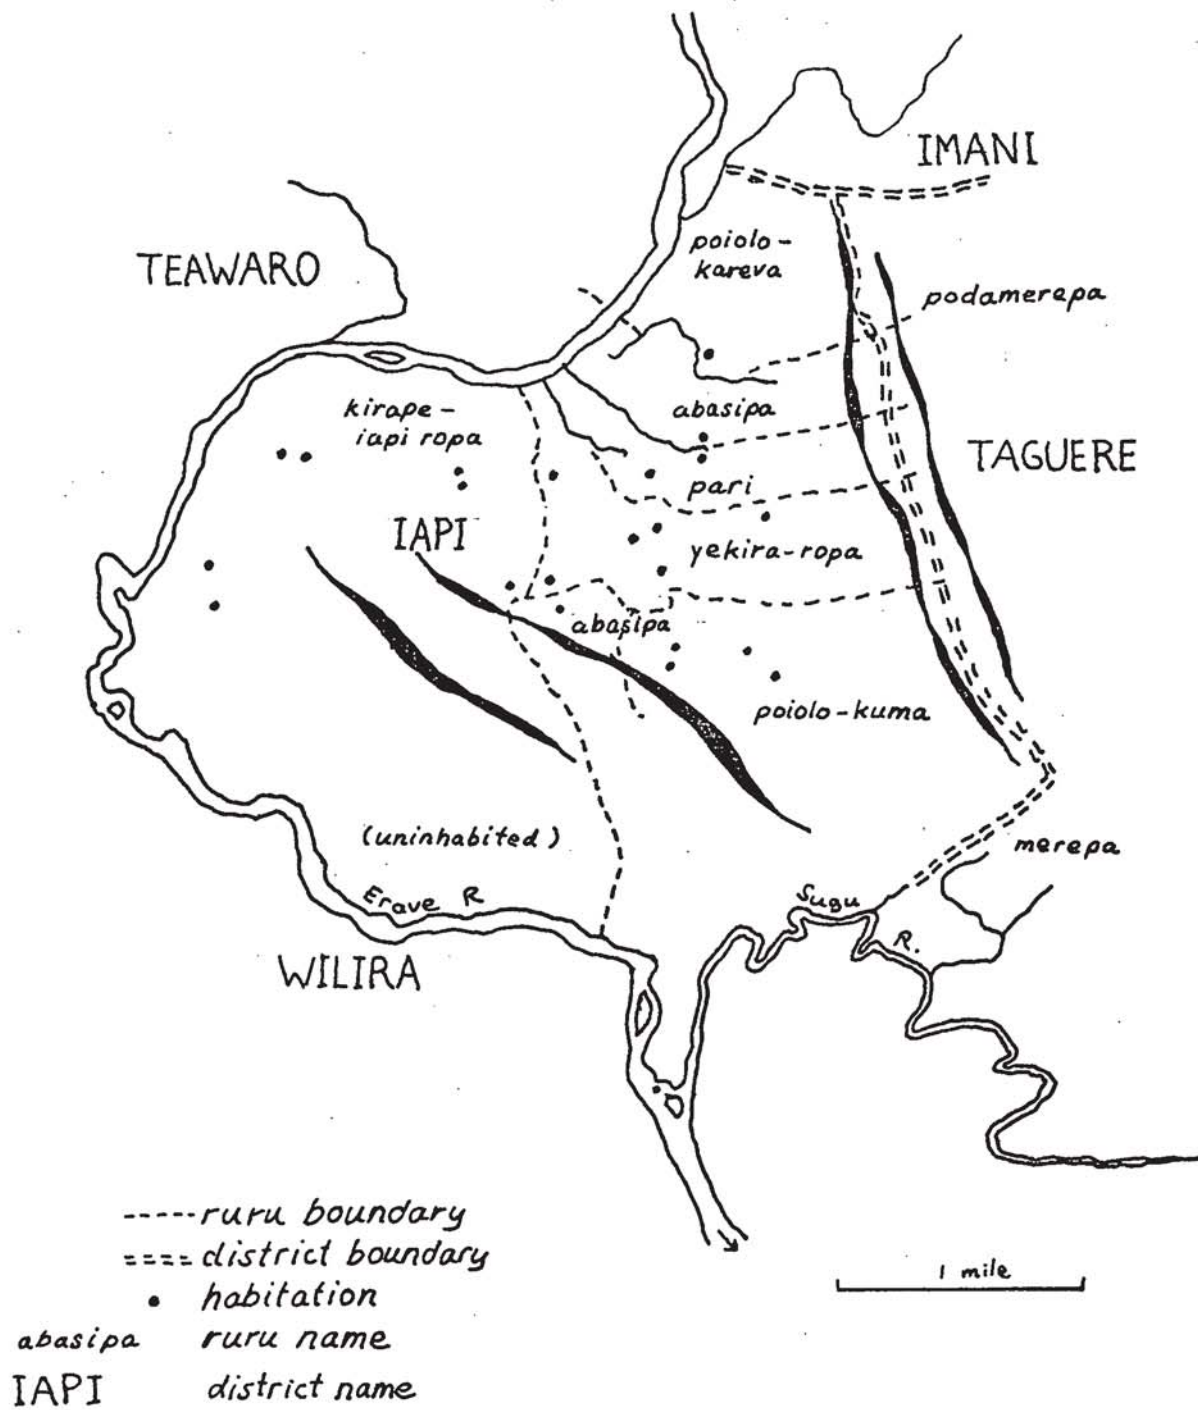 IMANI
poiolo-
kareva
TEAWARO
podamerepa
kirape-
iapi ropa
abasipa
TAGUERE
pari
IAPI
yekira-ropa
abasipa
poiolo-kuma
(uninhabited)
merepa
Erave R
Sugu
R.
WILIRA
ruru boundary
district boundary
1 mile
habitation
abasipa ruru name
IAPI district name